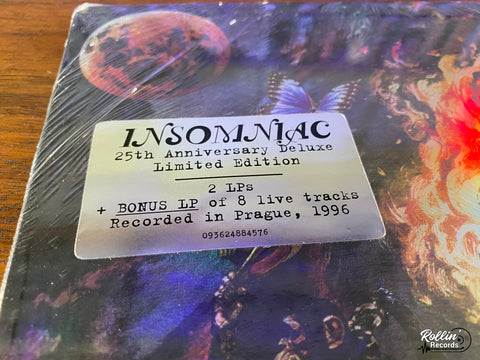 INSOMNIAC
25th Anniversary Deluxe
Limited Edition
2 LPs
+ BONUS LP of 8 live tracks
Recorded in Prague, 1996
093624884576
Rollin'
Records